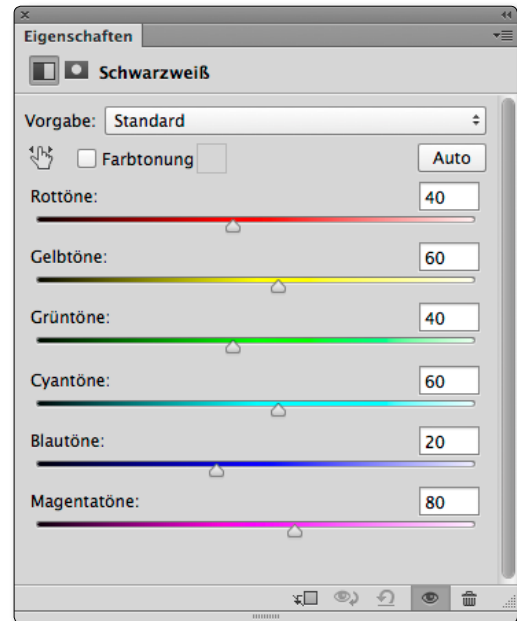 Eigenschaften
Schwarzweiß
Vorgabe: Standard
Farbtonung Auto
Rottöne: 40
Gelbtöne: 60
Grüntöne: 40
Cyantöne: 60
Blautöne: 20
Magentatöne: 80